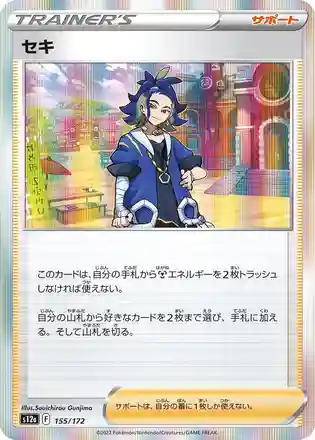 TRAINER'S
サポート
セキ
このカードは、自分の手札からエネルギーを2枚トラッシュ
しなければ使えない。
自分の山札から好きなカードを2枚まで選び、手札に加え
る。そして山札を切る。
Illus.Souichirou Gunjima
s12a F 155/172
サポートは、自分の番に1枚しか使えない。
©2022 Pokémon/Nintendo/Creatures/GAME FREAK